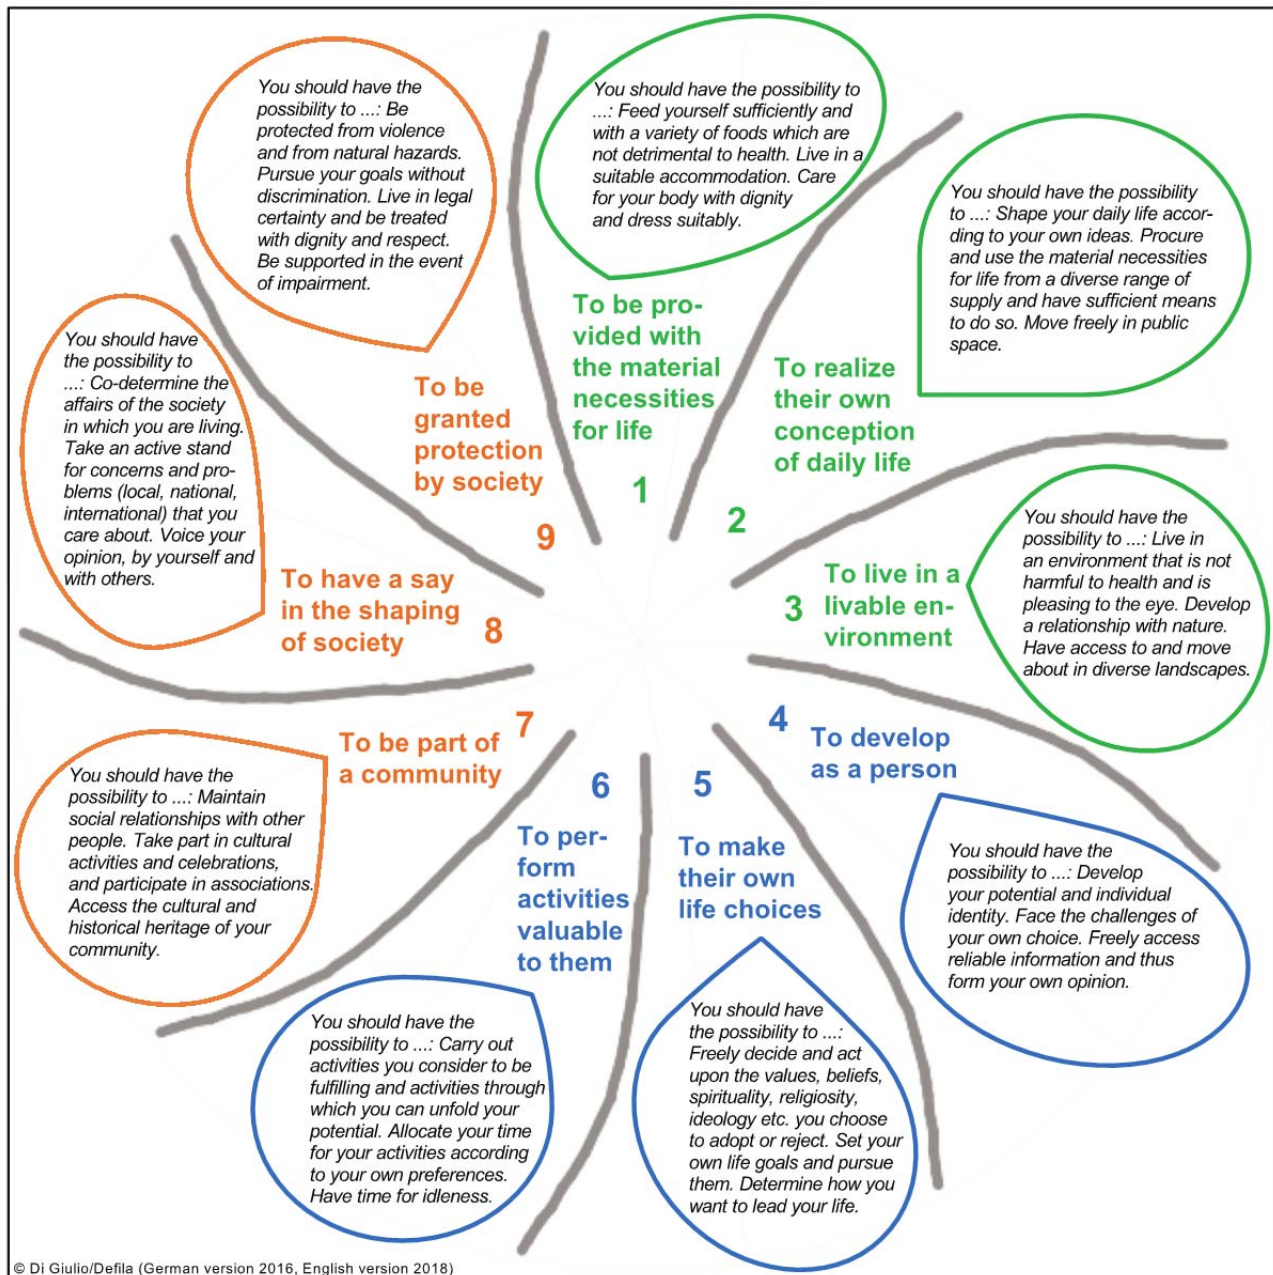 You should have the possibility to
...: Feed yourself sufficiently and
with a variety of foods which are
not detrimental to health. Live in a
suitable accommodation. Care
for your body with dignity
and dress suitably.
To be pro-
vided with
the material
necessities
for life
1
You should have the possibility
to ...: Shape your daily life accor-
ding to your own ideas. Procure
and use the material necessities
for life from a diverse range of
supply and have sufficient means
to do so. Move freely in public
space.
To realize
their own
conception
of daily life
2
You should have the
possibility to ...: Live in
an environment that is not
harmful to health and is
pleasing to the eye. Develop
a relationship with nature.
Have access to and move
about in diverse landscapes.
To live in a
livable en-
vironment
3
4
To develop
as a person
You should have the
possibility to ...: Develop
your potential and individual
identity. Face the challenges of
your own choice. Freely access
reliable information and thus
form your own opinion.
5
To make
their own
life choices
You should have
the possibility to ...:
Freely decide and act
upon the values, beliefs,
spirituality, religiosity,
ideology etc. you choose
to adopt or reject. Set your
own life goals and pursue
them. Determine how you
want to lead your life.
6
To per-
form
activities
valuable
to them
You should have the
possibility to ...: Carry out
activities you consider to be
fulfilling and activities through
which you can unfold your
potential. Allocate your time
for your activities according
to your own preferences.
Have time for idleness.
7
To be part of
a community
You should have the
possibility to ...: Maintain
social relationships with other
people. Take part in cultural
activities and celebrations,
and participate in associations.
Access the cultural and
historical heritage of your
community.
8
To have a say
in the shaping
of society
You should have
the possibility to
...: Co-determine the
affairs of the society
in which you are living.
Take an active stand
for concerns and pro-
blems (local, national,
international) that you
care about. Voice your
opinion, by yourself and
with others.
9
To be
granted
protection
by society
You should have the
possibility to ...: Be
protected from violence
and from natural hazards.
Pursue your goals without
discrimination. Live in legal
certainty and be treated
with dignity and respect.
Be supported in the event
of impairment.
© Di Giulio/Defila (German version 2016, English version 2018)